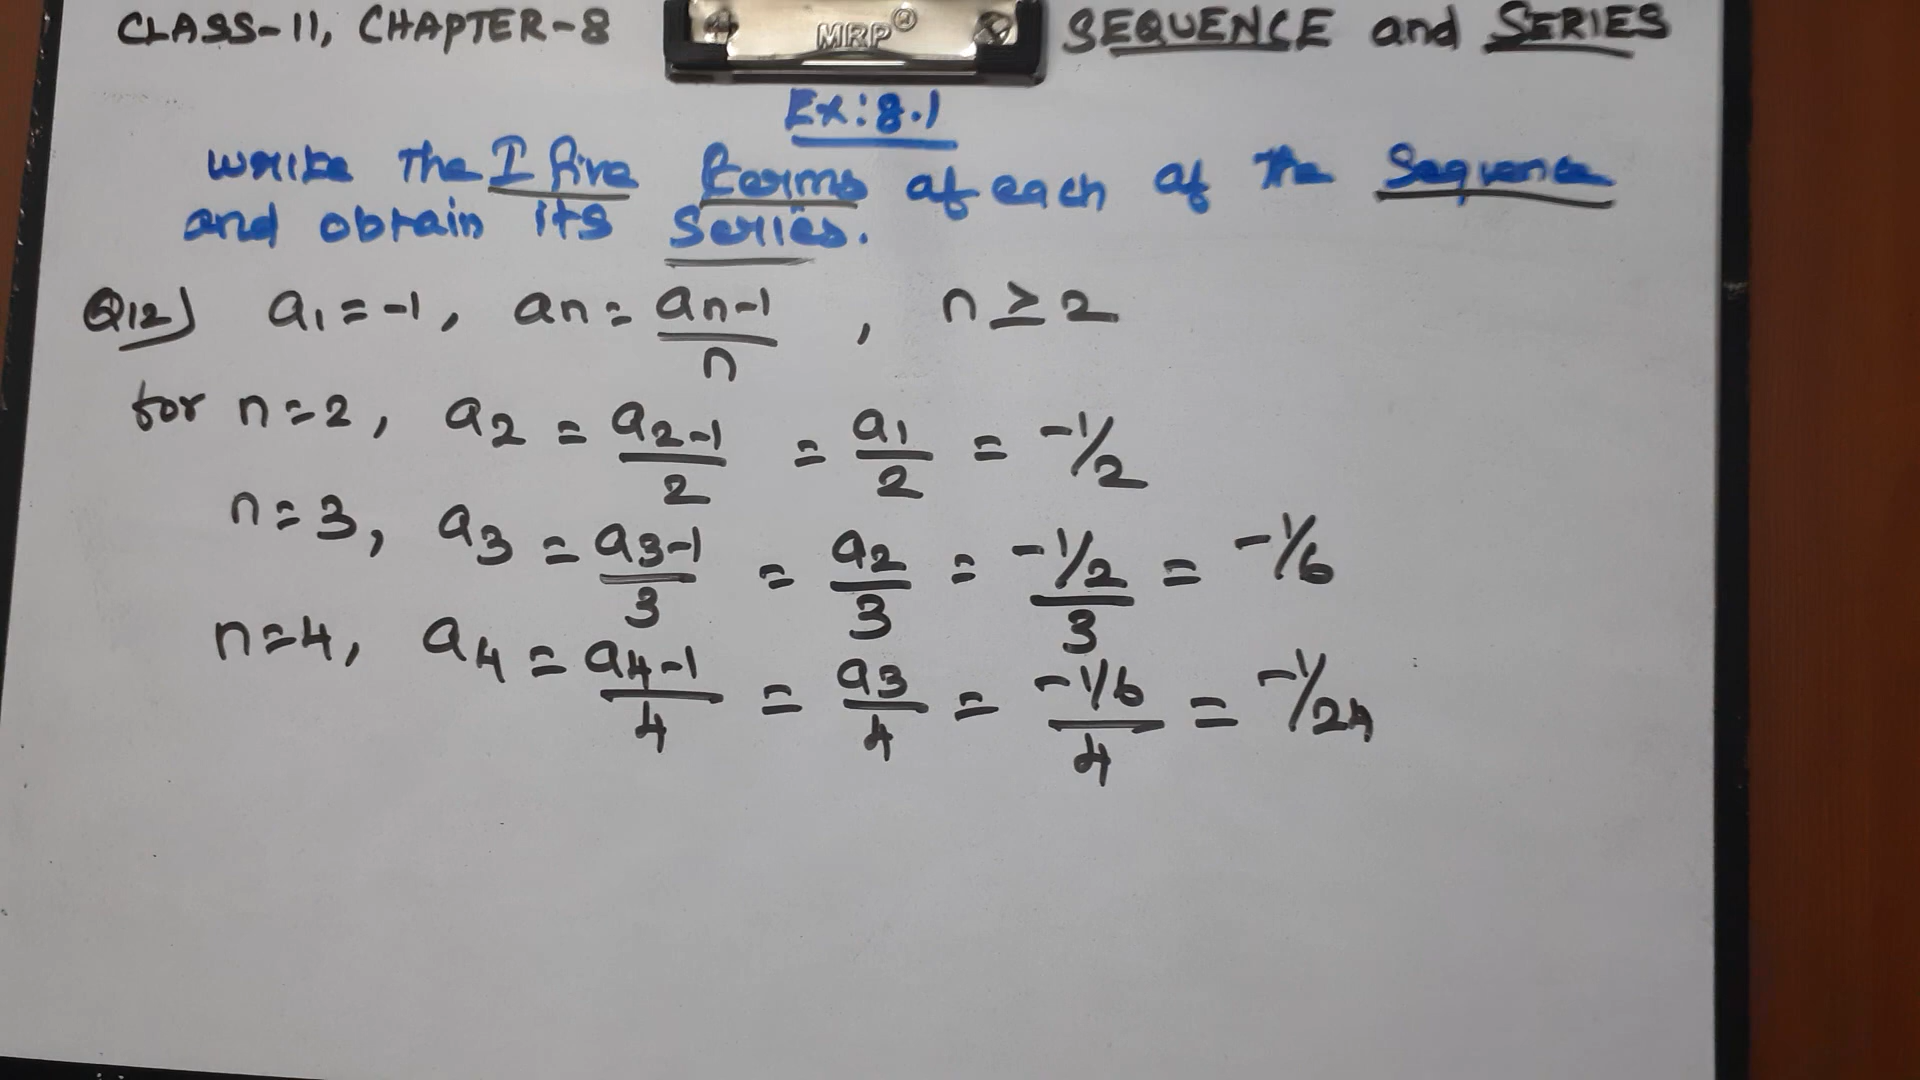 CLASS-11, CHAPTER-8 MRP® SEQUENCE and SERIES
Ex: 8.1
write the I five terms of each of the Sequence
and obtain its series.
Q12) a₁ = -1, an = an-1/n , n ≥ 2
for n=2, a₂ = a₂-₁/2 = a₁/2 = -1/2
n=3, a₃ = a₃-₁/3 = a₂/3 = -1/2/3 = -1/6
n=4, a₄ = a₄-₁/4 = a₃/4 = -1/6/4 = -1/24